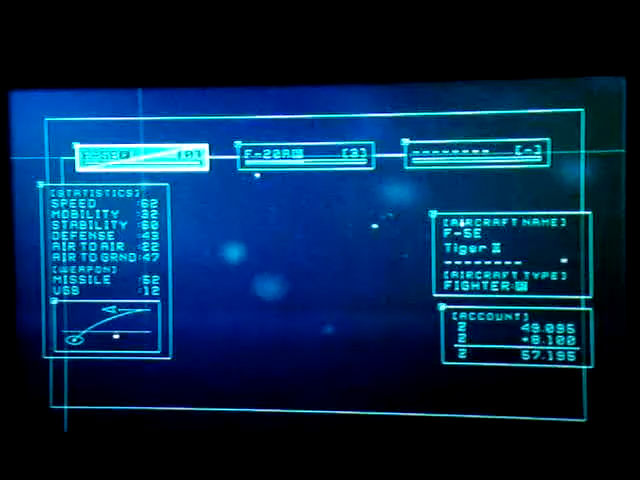 F-5E [0]
F-20A [3]
-------- [-]
[STATISTICS]
SPEED :62
MOBILITY :32
STABILITY :60
DEFENSE :43
AIR TO AIR :22
AIR TO GRND:47
[WEAPON]
MISSILE :52
UGB :12
[AIRCRAFT NAME]
F-5E
Tiger II
---------
[AIRCRAFT TYPE]
FIGHTER:F
[ACCOUNT]
Z 49.095
Z +8.100
Z 57.195